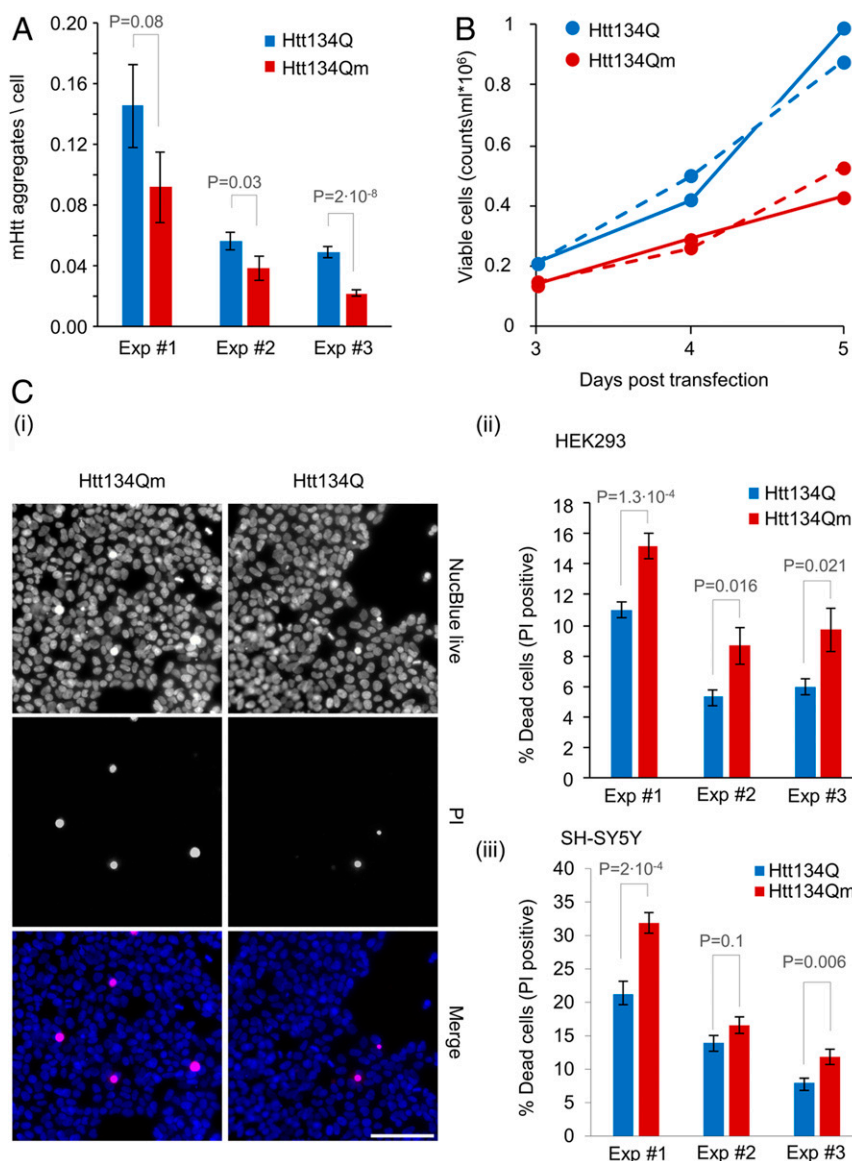 A
mHtt aggregates \ cell
0.20
0.16
0.12
0.08
0.04
0.00
P=0.08
P=0.03
P=2·10-8
Htt134Q
Htt134Qm
Exp #1 Exp #2 Exp #3
B
Viable cells (counts\ml*10⁶)
1
0.8
0.6
0.4
0.2
0
Htt134Q
Htt134Qm
3 4 5
Days post transfection
C
(i)
Htt134Qm Htt134Q
NucBlue live
PI
Merge
(ii)
HEK293
% Dead cells (PI positive)
18
16
14
12
10
8
6
4
2
0
P=1.3·10-4
P=0.016
P=0.021
Htt134Q
Htt134Qm
Exp #1 Exp #2 Exp #3
(iii)
SH-SY5Y
% Dead cells (PI positive)
40
35
30
25
20
15
10
5
0
P=2·10-4
P=0.1
P=0.006
Htt134Q
Htt134Qm
Exp #1 Exp #2 Exp #3